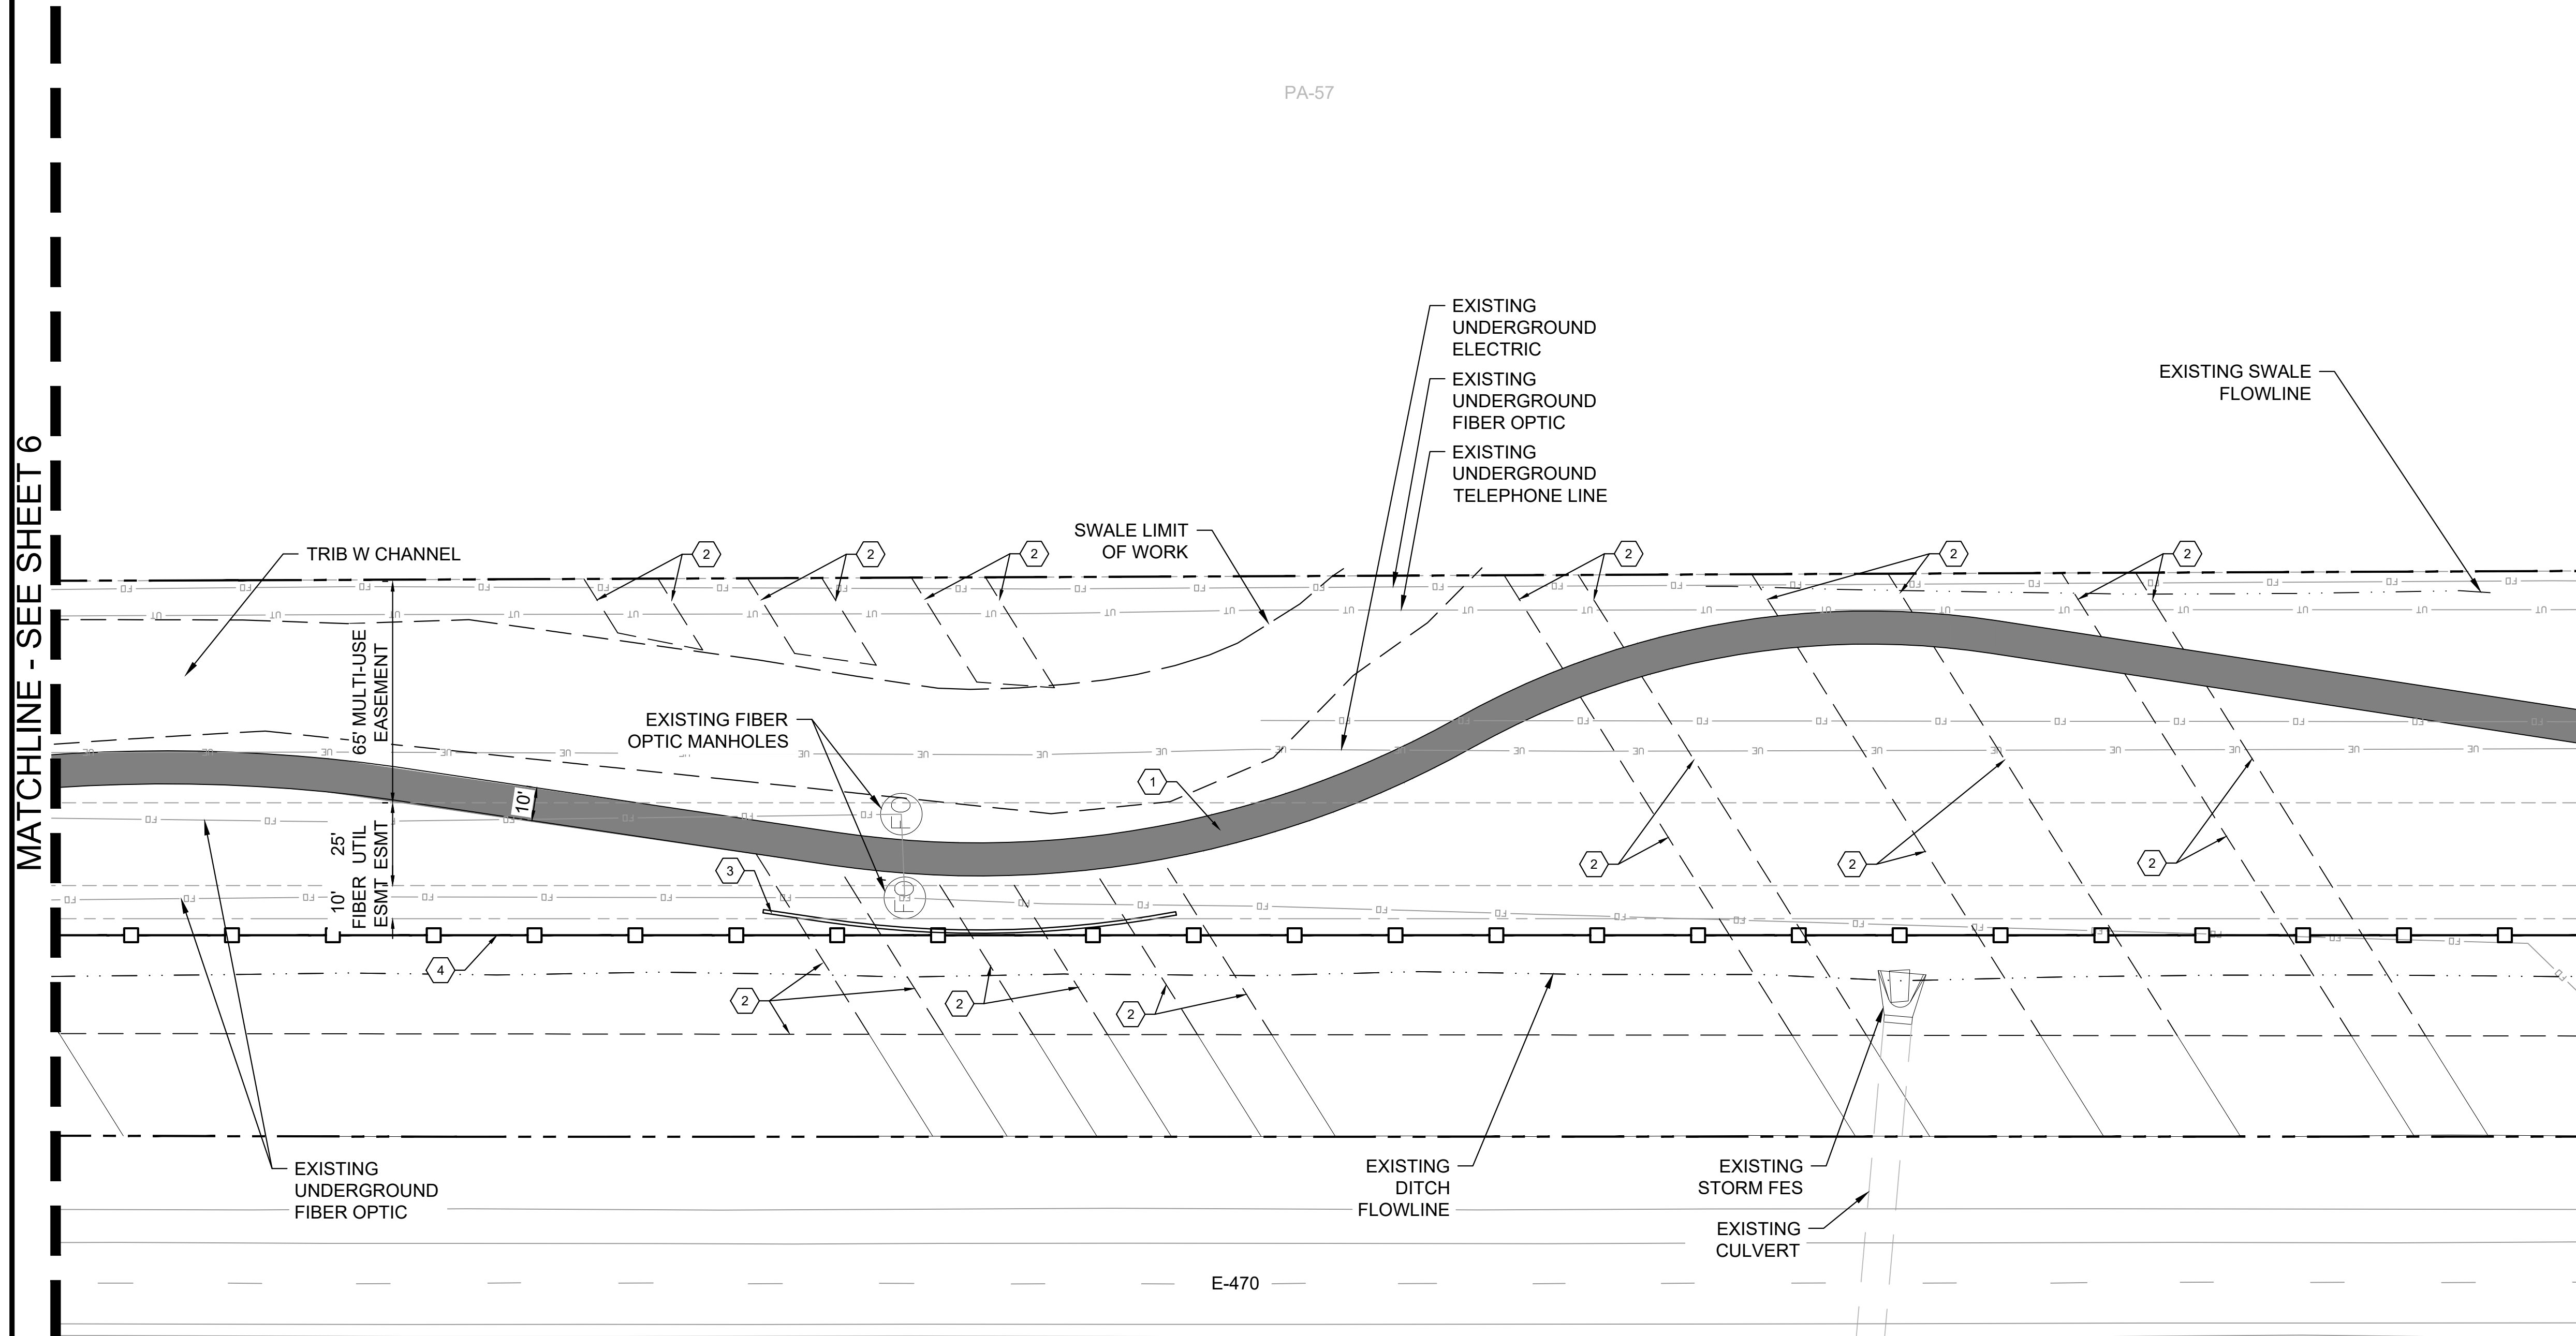 PA-57
EXISTING
UNDERGROUND
ELECTRIC
EXISTING
UNDERGROUND
FIBER OPTIC
EXISTING
UNDERGROUND
TELEPHONE LINE
EXISTING SWALE
FLOWLINE
SWALE LIMIT
OF WORK
MATCHLINE - SEE SHEET 6
TRIB W CHANNEL
2
2
2
2
2
2
65' MULTI-USE
EASEMENT
EXISTING FIBER
OPTIC MANHOLES
1
10'
25'
UTIL
ESMT
10'
FIBER
ESMT
3
2
2
2
4
2
2
2
EXISTING
UNDERGROUND
FIBER OPTIC
EXISTING
DITCH
FLOWLINE
EXISTING
STORM FES
EXISTING
CULVERT
E-470